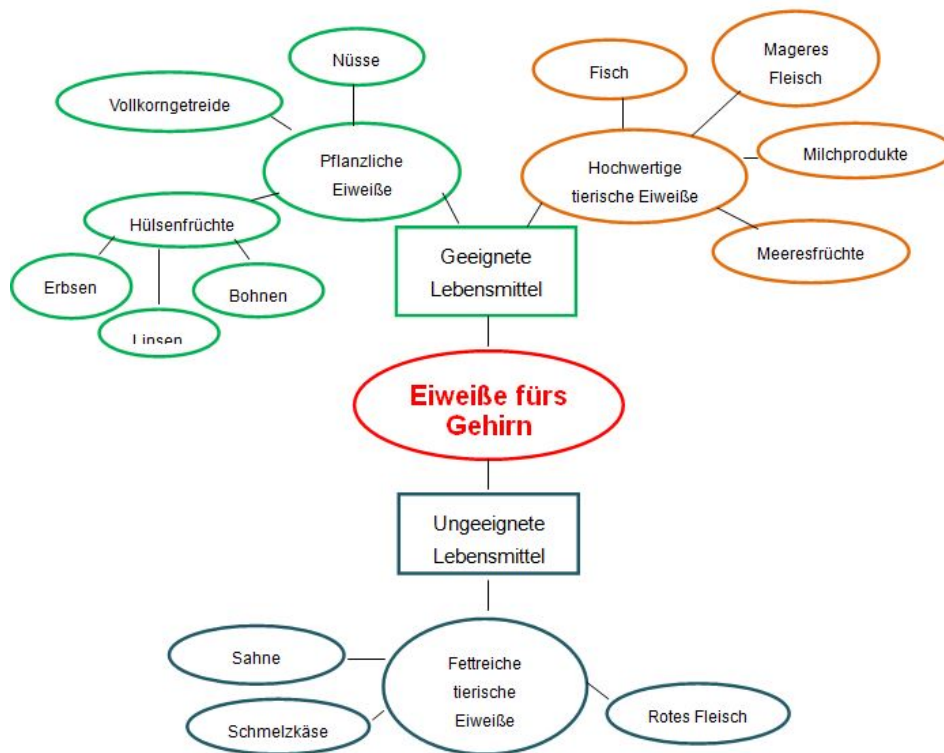 Nüsse
Vollkorngetreide
Pflanzliche
Eiweiße
Hülsenfrüchte
Erbsen
Linsen
Bohnen
Fisch
Mageres
Fleisch
Hochwertige
tierische Eiweiße
Milchprodukte
Meeresfrüchte
Geeignete
Lebensmittel
Eiweiße fürs
Gehirn
Ungeeignete
Lebensmittel
Fettreiche
tierische
Eiweiße
Sahne
Schmelzkäse
Rotes Fleisch